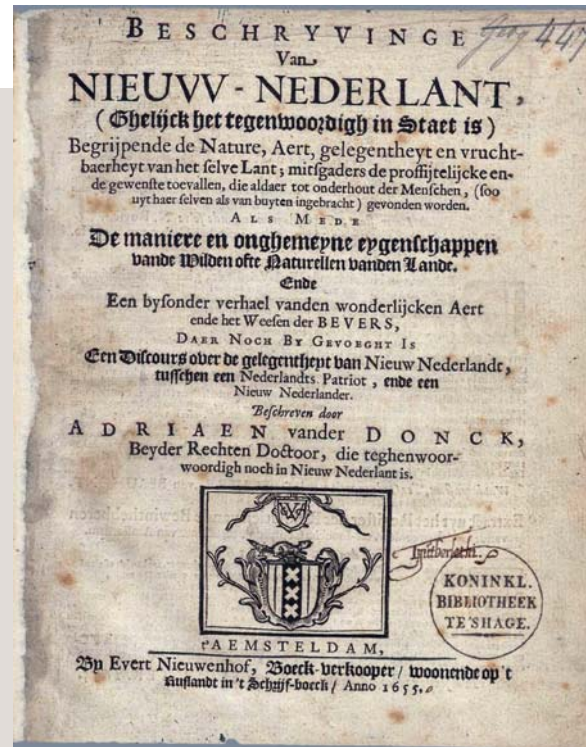 BESCHRYVINGE
Van
NIEUVV-NEDERLANT,
(Ghelijck het tegenwoordigh in Staet is)
Begrijpende de Nature, Aert, gelegentheyt en vrucht-
baerheyt van het selve Lant; mitsgaders de proffijtelijcke en-
de gewenste toevallen, die aldaer tot onderhout der Menschen, (soo
uyt haer selven als van buyten ingebracht) gevonden worden.
ALS MEDE
De maniere en onghemeyne eygenschappen
vande Wilden ofte Naturellen vanden Lande.
Ende
Een bysonder verhael vanden wonderlijcken Aert
ende het Weesen der BEVERS,
DAER NOCH BY GEVOEGHT IS
Een Discours over de gelegentheyt van Nieuw Nederlandt,
tusschen een Nederlandts Patriot, ende een
Nieuw Nederlander.
Beschreven door
ADRIAEN vander DONCK,
Beyder Rechten Doctoor, die teghenwoor-
woordigh noch in Nieuw Nederlant is.
KONINKL.
BIBLIOTHEEK
TE'SHAGE.
t'AEMSTELDAM,
By Evert Nieuwenhof, Boeck-verkooper / woonende op 't
Ruslandt in 't Schrijf-boeck / Anno 1655.